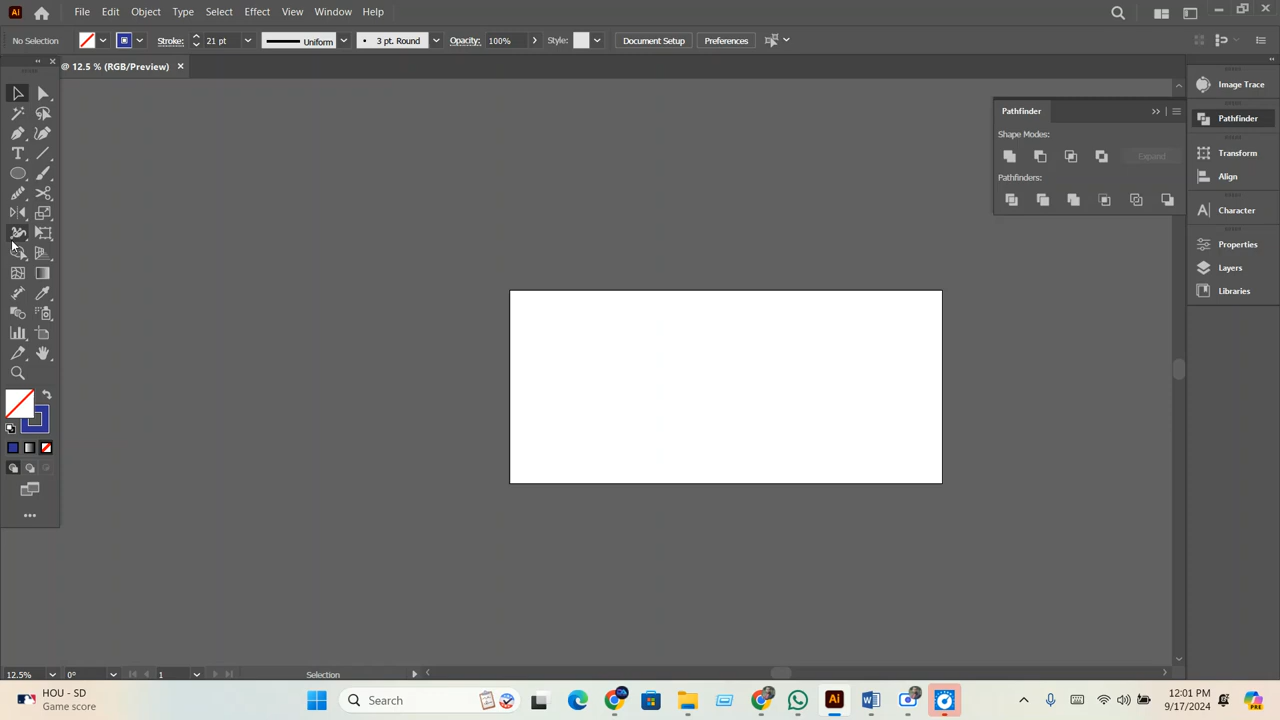 Ai File Edit Object Type Select Effect View Window Help
No Selection Stroke: 21 pt Uniform 3 pt. Round Opacity: 100% Style: Document Setup Preferences
@ 12.5 % (RGB/Preview)
Image Trace
Pathfinder
Shape Modes:
Expand
Pathfinders:
Pathfinder
Transform
Align
Character
Properties
Layers
Libraries
12.5% 0° 1 Selection
HOU - SD
Game score
Search
Ai
12:01 PM
9/17/2024
PRE